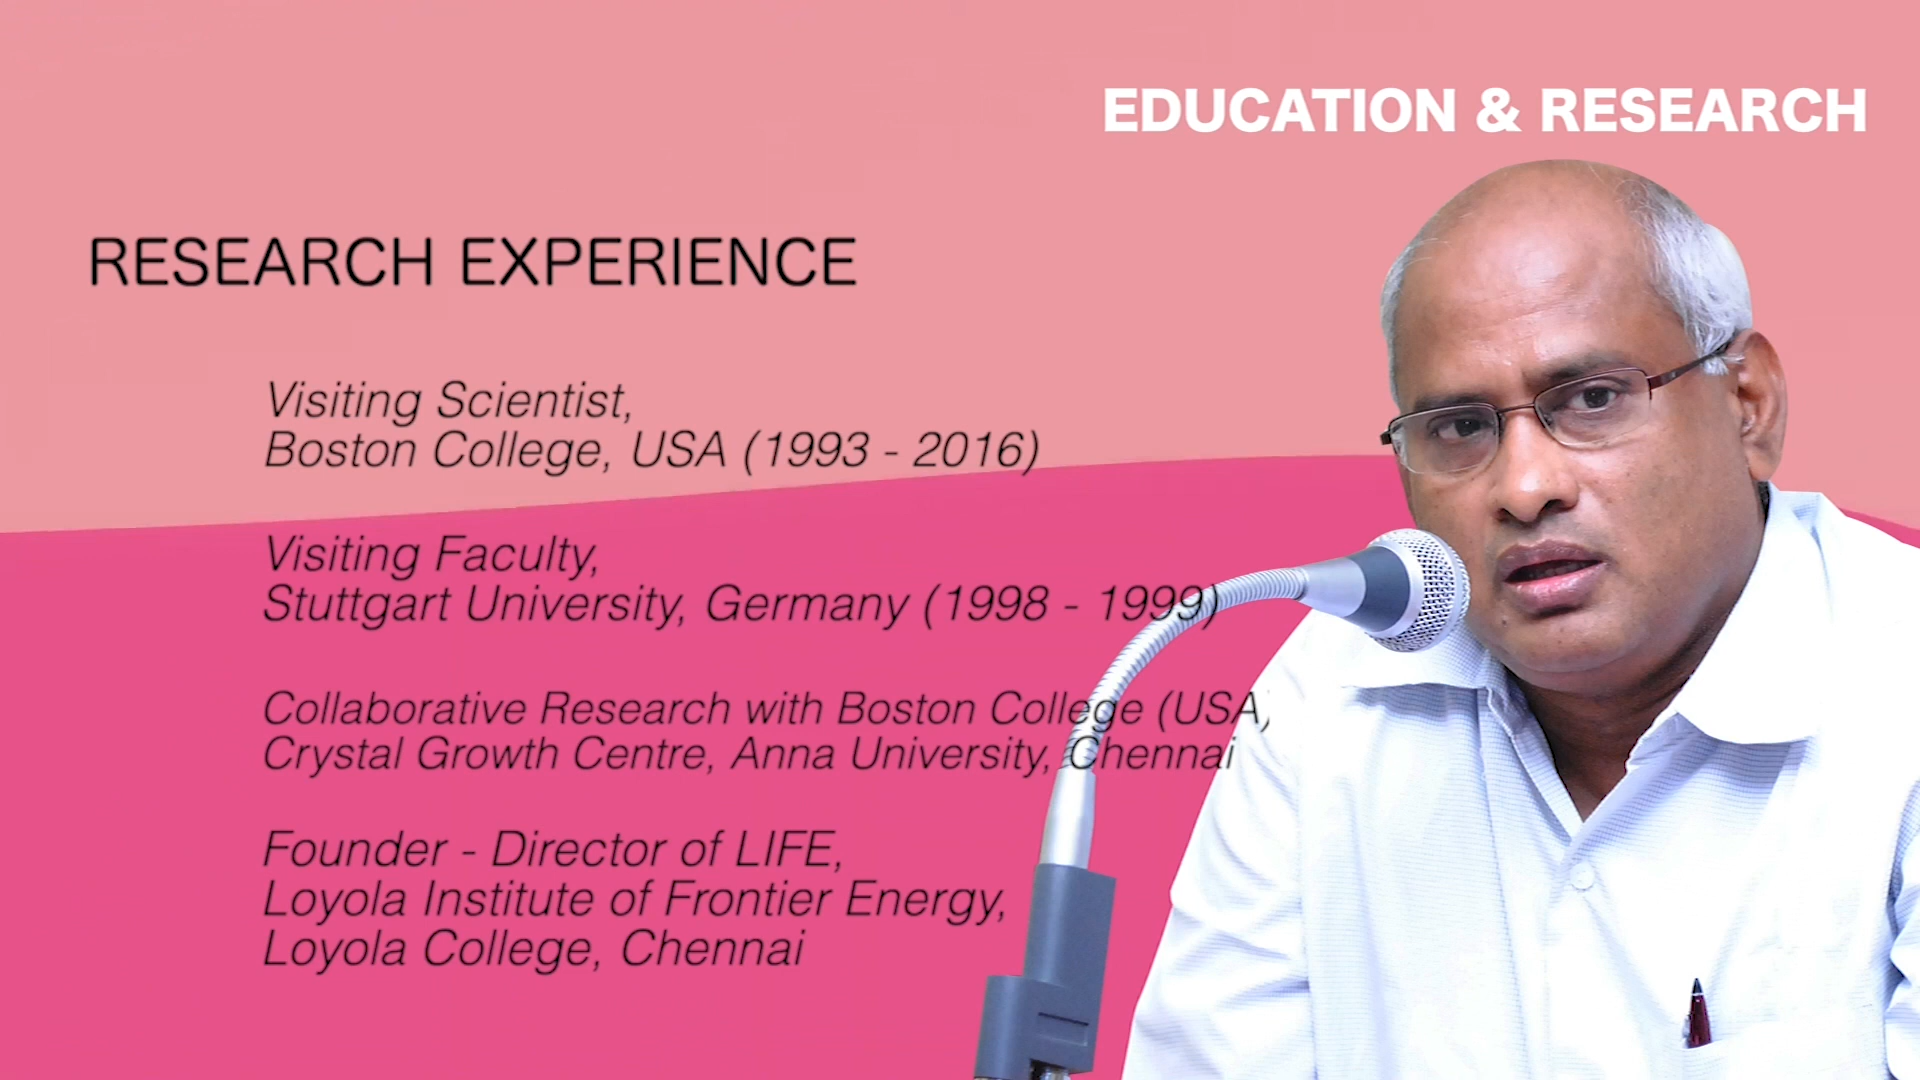 EDUCATION & RESEARCH
RESEARCH EXPERIENCE
Visiting Scientist,
Boston College, USA (1993 - 2016)
Visiting Faculty,
Stuttgart University, Germany (1998 - 1999)
Collaborative Research with Boston College (USA)
Crystal Growth Centre, Anna University, Chennai
Founder - Director of LIFE,
Loyola Institute of Frontier Energy,
Loyola College, Chennai